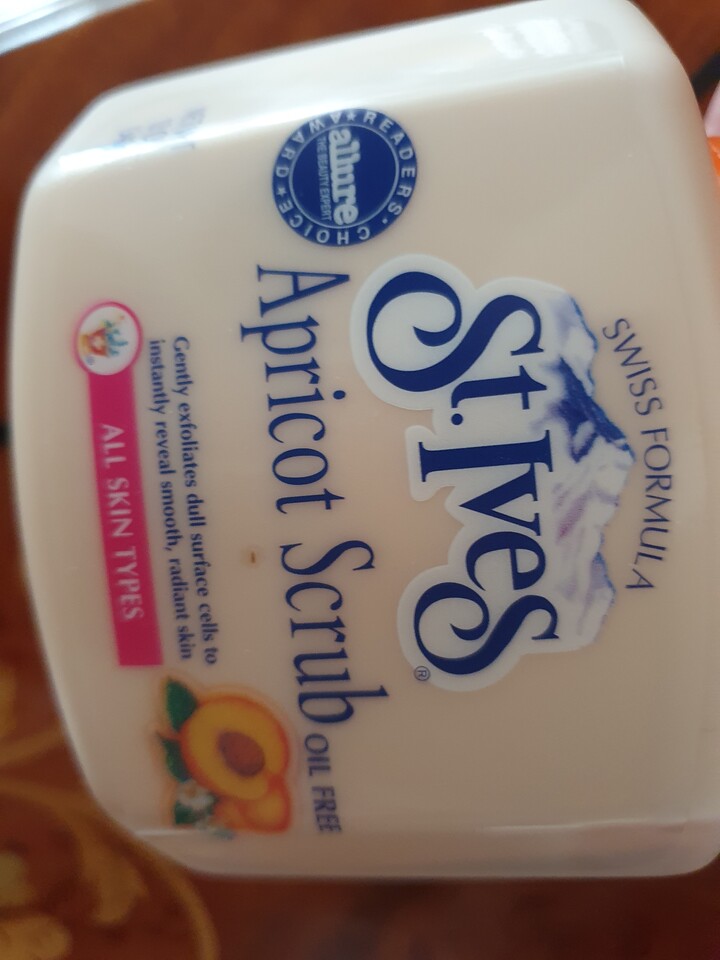 SWISS FORMULA
St. Ives®
READERS' CHOICE AWARD
allure
THE BEAUTY EXPERT
Apricot Scrub
OIL FREE
Gently exfoliates dull surface cells to
instantly reveal smooth, radiant skin
ALL SKIN TYPES